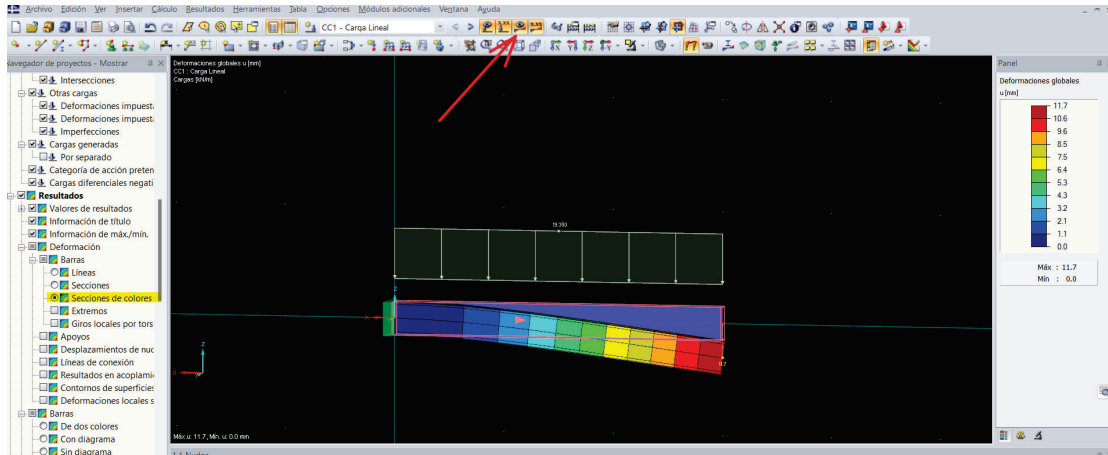 Archivo Edición Ver Insertar Cálculo Resultados Herramientas Tabla Opciones Módulos adicionales Ventana Ayuda
CC1 - Carga Lineal
Navegador de proyectos - Mostrar
Intersecciones
Otras cargas
Deformaciones impuest
Deformaciones impuest
Imperfecciones
Cargas generadas
Por separado
Categoría de acción preten
Cargas diferenciales negati
Resultados
Valores de resultados
Información de título
Información de máx./mín.
Deformación
Barras
Líneas
Secciones
Secciones de colores
Extremos
Giros locales por tors
Apoyos
Desplazamientos de nuc
Líneas de conexión
Resultados en acoplamie
Contornos de superficies
Deformaciones locales s
Barras
De dos colores
Con diagrama
Sin diagrama
Deformaciones globales u [mm]
CC1 : Carga Lineal
Cargas [kN/m]
Z
X
Z
X
Máx u: 11.7, Mín. u: 0.0 mm
Panel
Deformaciones globales
u [mm]
11.7
10.6
9.6
8.5
7.5
6.4
5.3
4.3
3.2
2.1
1.1
0.0
Máx : 11.7
Mín : 0.0